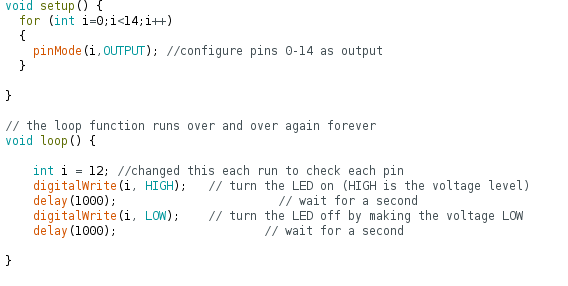 void setup() {
  for (int i=0;i<14;i++)
  {
    pinMode(i,OUTPUT); //configure pins 0-14 as output
  }

}

// the loop function runs over and over again forever
void loop() {

    int i = 12; //changed this each run to check each pin
    digitalWrite(i, HIGH);   // turn the LED on (HIGH is the voltage level)
    delay(1000);                       // wait for a second
    digitalWrite(i, LOW);    // turn the LED off by making the voltage LOW
    delay(1000);                     // wait for a second

}